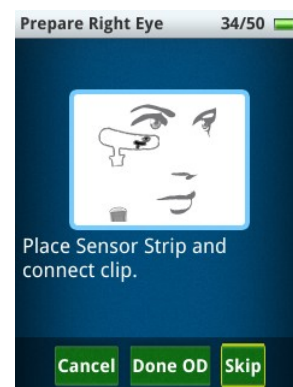 Prepare Right Eye 34/50
Place Sensor Strip and
connect clip.
Cancel Done OD Skip